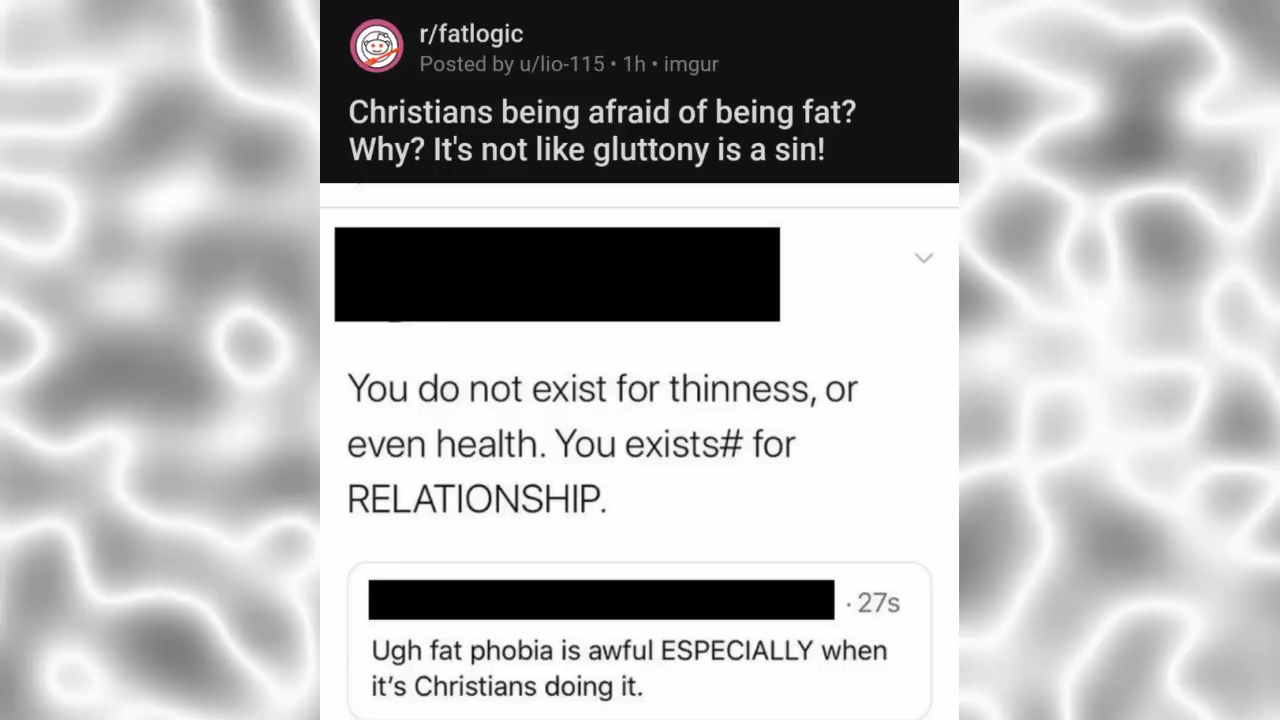 r/fatlogic
Posted by u/lio-115 • 1h • imgur
Christians being afraid of being fat?
Why? It's not like gluttony is a sin!
You do not exist for thinness, or
even health. You exists# for
RELATIONSHIP.
· 27s
Ugh fat phobia is awful ESPECIALLY when
it's Christians doing it.